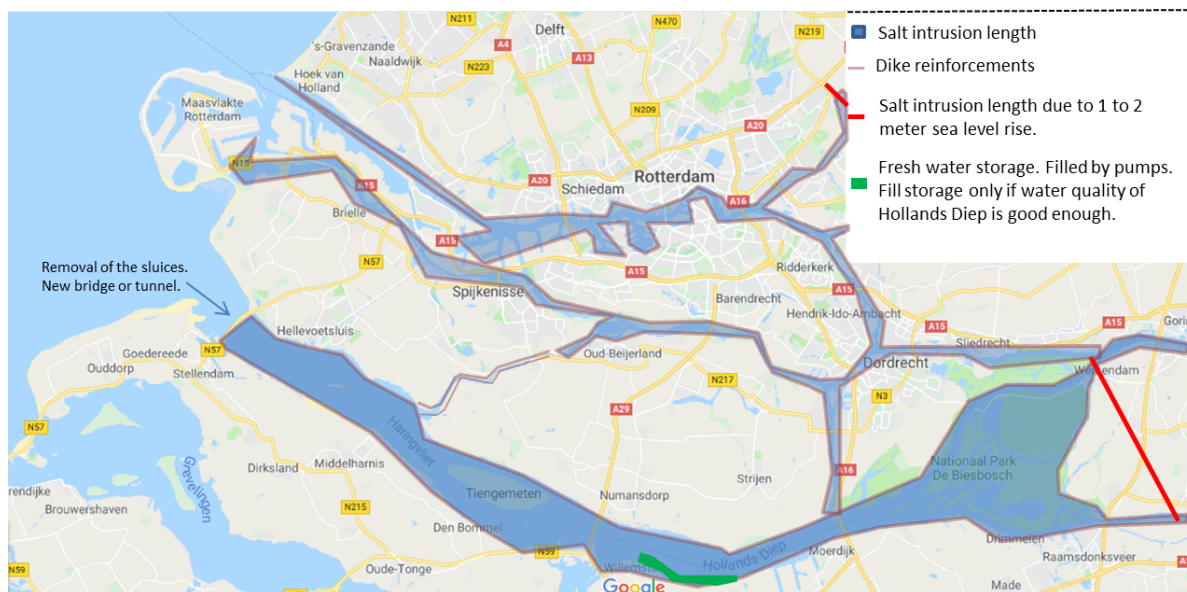 N211
Delft
N470
N219
's-Gravenzande
Naaldwijk
A4
A13
N223
Hoek van
Holland
Maasvlakte
Rotterdam
N209
A20
N15
A15
A20
Schiedam
Rotterdam
A16
Brielle
A15
N57
A15
Ridderkerk
Spijkenisse
Barendrecht
A15
Hendrik-Ido-Ambacht
A15
Sliedrecht
A15
Gorin
Removal of the sluices.
New bridge or tunnel.
Hellevoetsluis
Goedereede
N57
Ouddorp
Stellendam
Oud-Beijerland
Dordrecht
N217
N3
N57
A29
Haringvliet
Dirksland
Middelharnis
Grevelingen
Tiengemeten
Numansdorp
Strijen
A16
Nationaal Park
De Biesbosch
N215
Brouwershaven
Den Bommel
N59
Hollands Diep
Moerdijk
Drimmelen
Raamsdonksveer
Oude-Tonge
N59
Google
Made
Salt intrusion length
Dike reinforcements
Salt intrusion length due to 1 to 2
meter sea level rise.
Fresh water storage. Filled by pumps.
Fill storage only if water quality of
Hollands Diep is good enough.